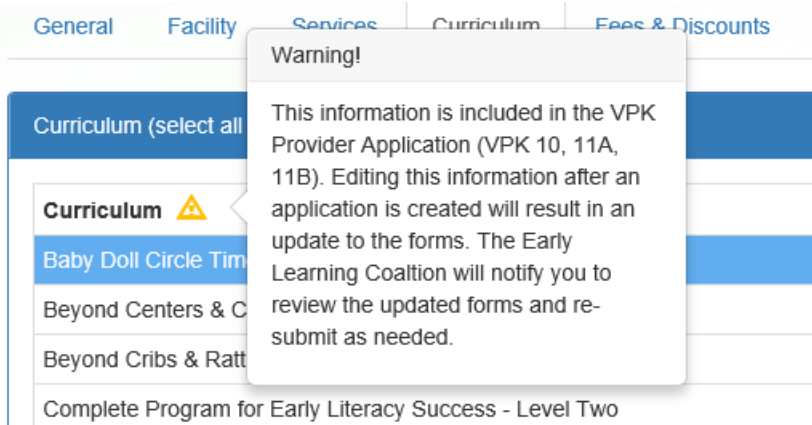 General Facility Services Curriculum Fees & Discounts
Warning!
This information is included in the VPK
Provider Application (VPK 10, 11A,
11B). Editing this information after an
application is created will result in an
update to the forms. The Early
Learning Coaltion will notify you to
review the updated forms and re-
submit as needed.
Curriculum (select all
Curriculum
Baby Doll Circle Tim
Beyond Centers & C
Beyond Cribs & Ratt
Complete Program for Early Literacy Success - Level Two